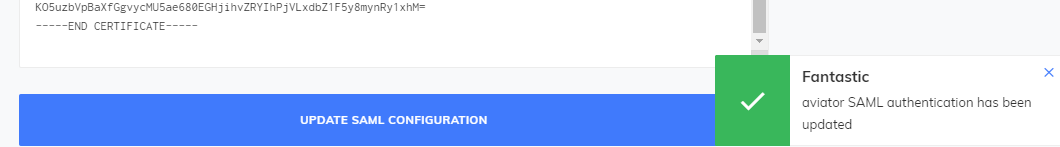 KO5uzbVpBaXfGgvycMU5ae680EGHjihvZRYIhPjVLxdbZ1F5y8mynRy1xhM=
-----END CERTIFICATE-----
Fantastic
aviator SAML authentication has been
updated
UPDATE SAML CONFIGURATION